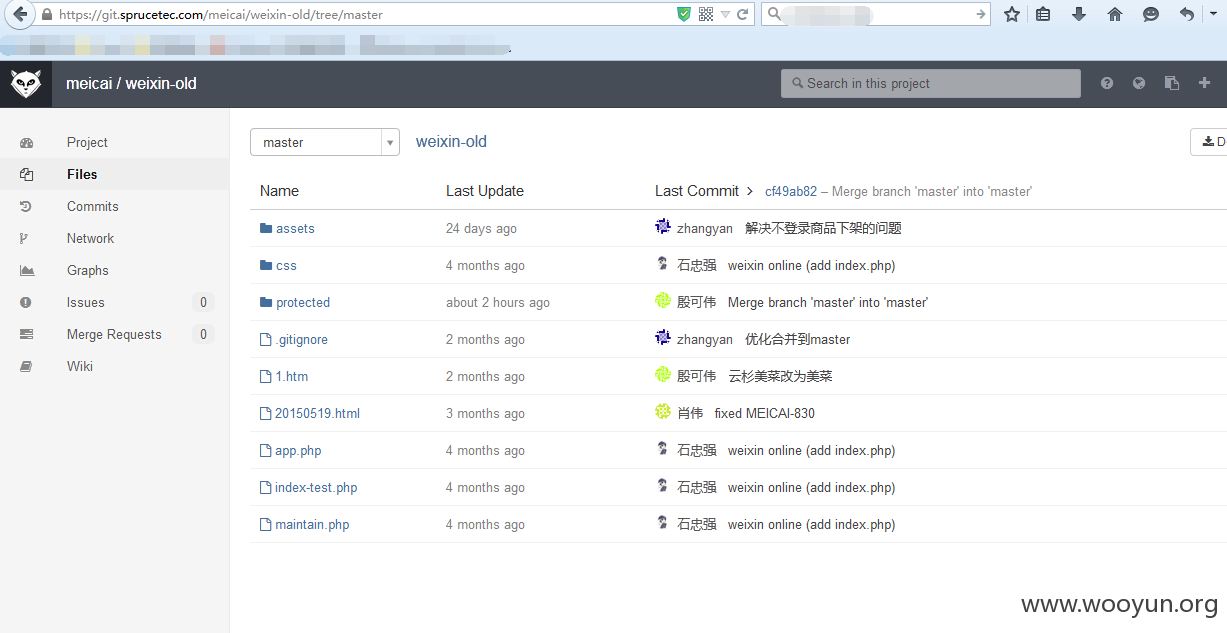 https://git.sprucetec.com/meicai/weixin-old/tree/master
meicai / weixin-old
Search in this project
Project
Files
Commits
Network
Graphs
Issues 0
Merge Requests 0
Wiki
master weixin-old D
Name Last Update Last Commit > cf49ab82 – Merge branch 'master' into 'master'
assets 24 days ago zhangyan 解决不登录商品下架的问题
css 4 months ago 石忠强 weixin online (add index.php)
protected about 2 hours ago 殷可伟 Merge branch 'master' into 'master'
.gitignore 2 months ago zhangyan 优化合并到master
1.htm 2 months ago 殷可伟 云杉美菜改为美菜
20150519.html 3 months ago 肖伟 fixed MEICAI-830
app.php 4 months ago 石忠强 weixin online (add index.php)
index-test.php 4 months ago 石忠强 weixin online (add index.php)
maintain.php 4 months ago 石忠强 weixin online (add index.php)
www.wooyun.org